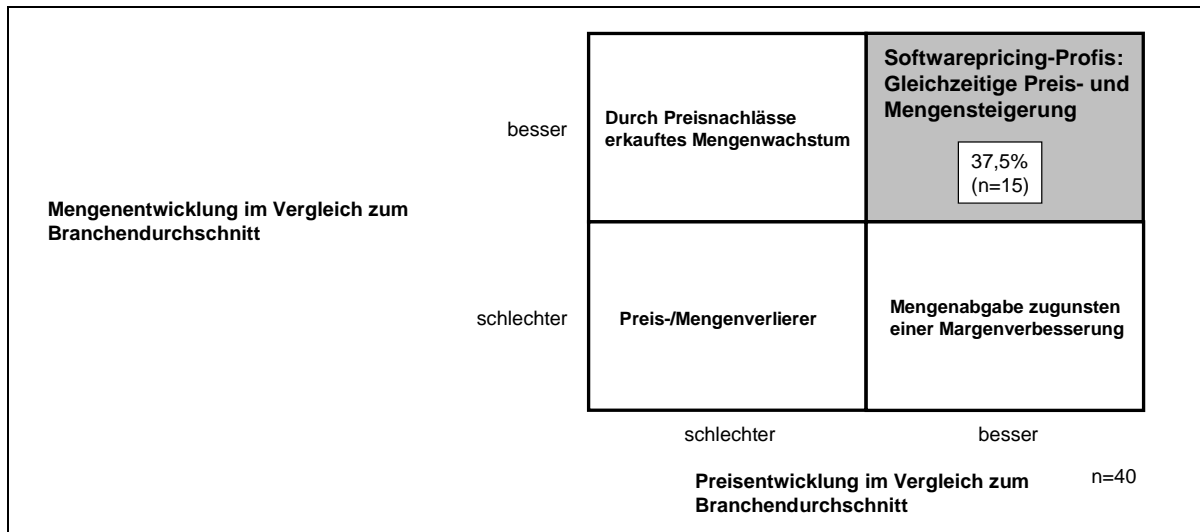 Softwarepricing-Profis:
Gleichzeitige Preis- und
Mengensteigerung
Durch Preisnachlässe
erkauftes Mengenwachstum
besser
37,5%
(n=15)
Mengenentwicklung im Vergleich zum
Branchendurchschnitt
schlechter
Preis-/Mengenverlierer
Mengenabgabe zugunsten
einer Margenverbesserung
schlechter
besser
Preisentwicklung im Vergleich zum
Branchendurchschnitt
n=40